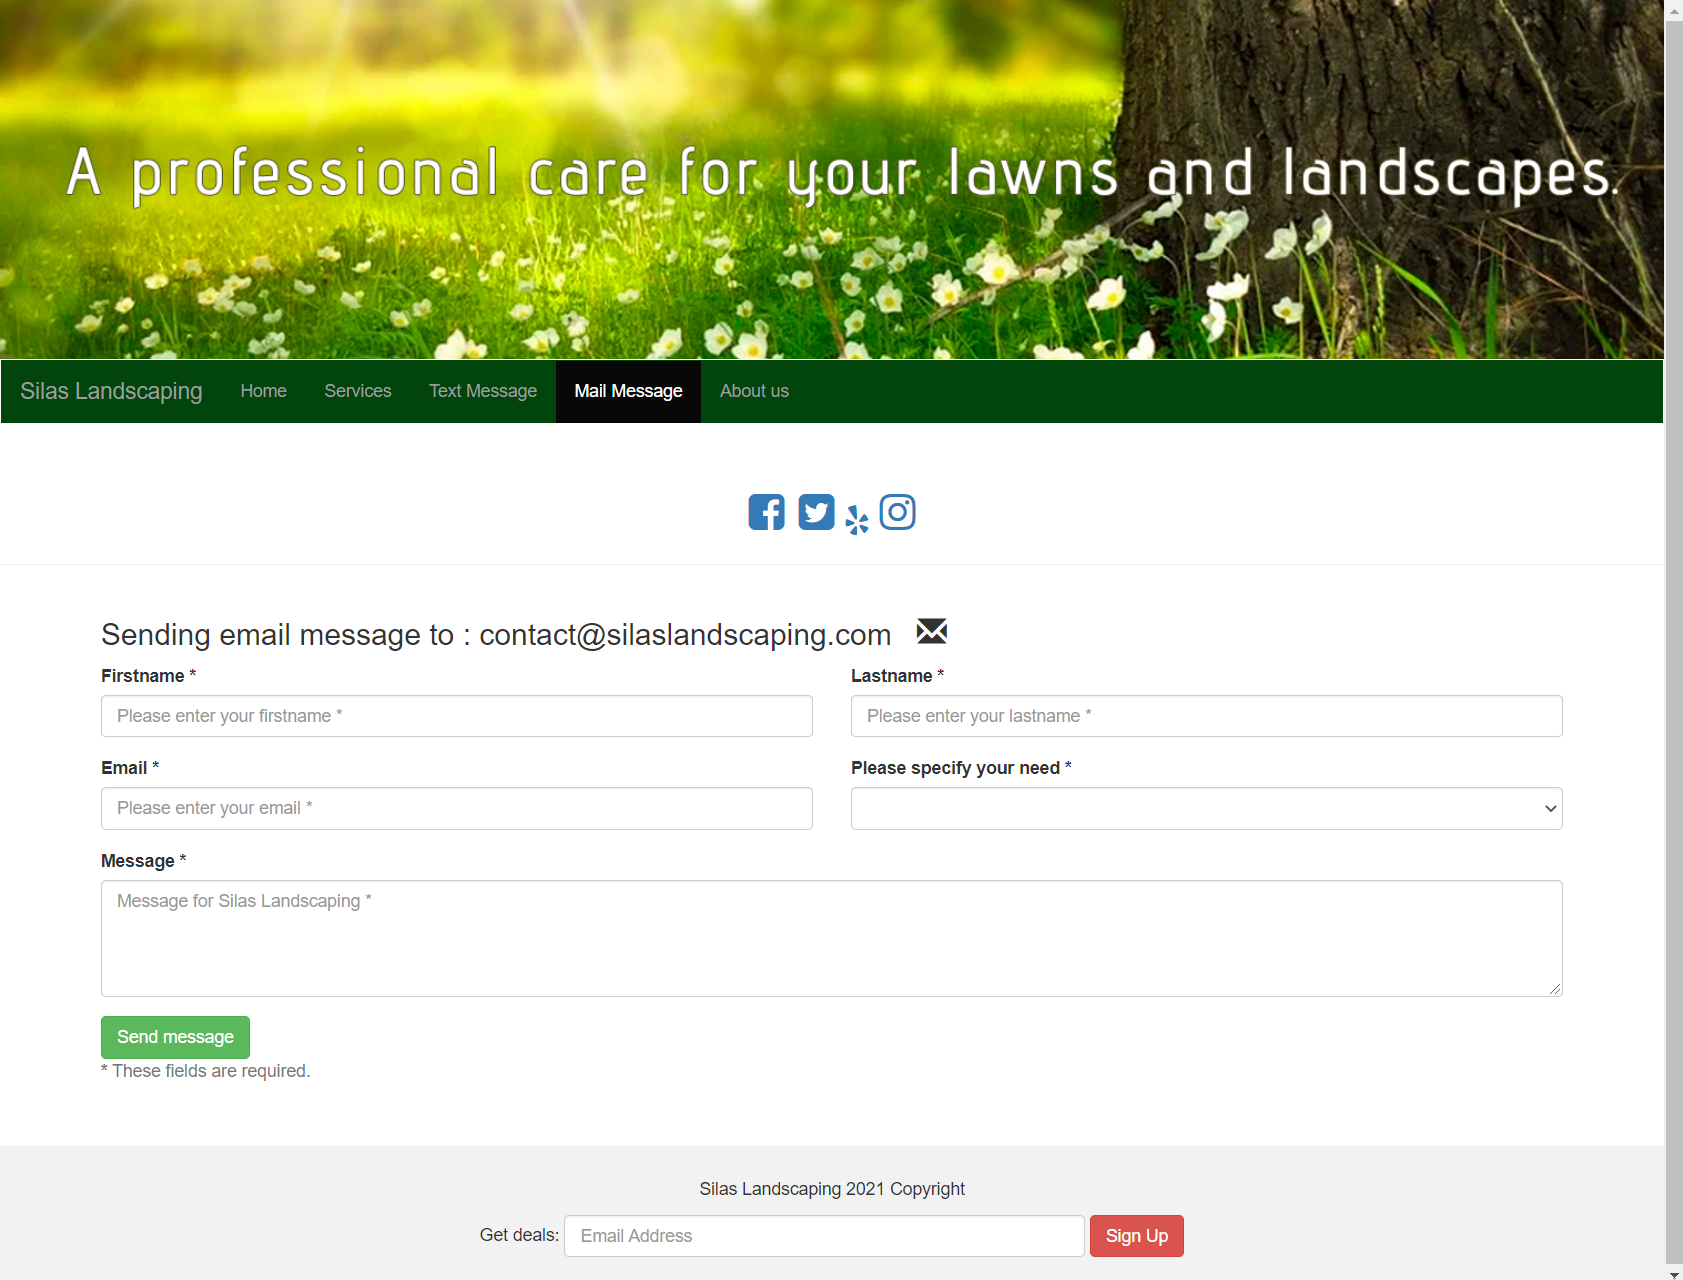 A professional care for your lawns and landscapes.
Silas Landscaping Home Services Text Message Mail Message About us
Sending email message to : contact@silaslandscaping.com
Firstname * Lastname *
Please enter your firstname * Please enter your lastname *
Email * Please specify your need *
Please enter your email *
Message *
Message for Silas Landscaping *
Send message
* These fields are required.
Silas Landscaping 2021 Copyright
Get deals: Email Address Sign Up